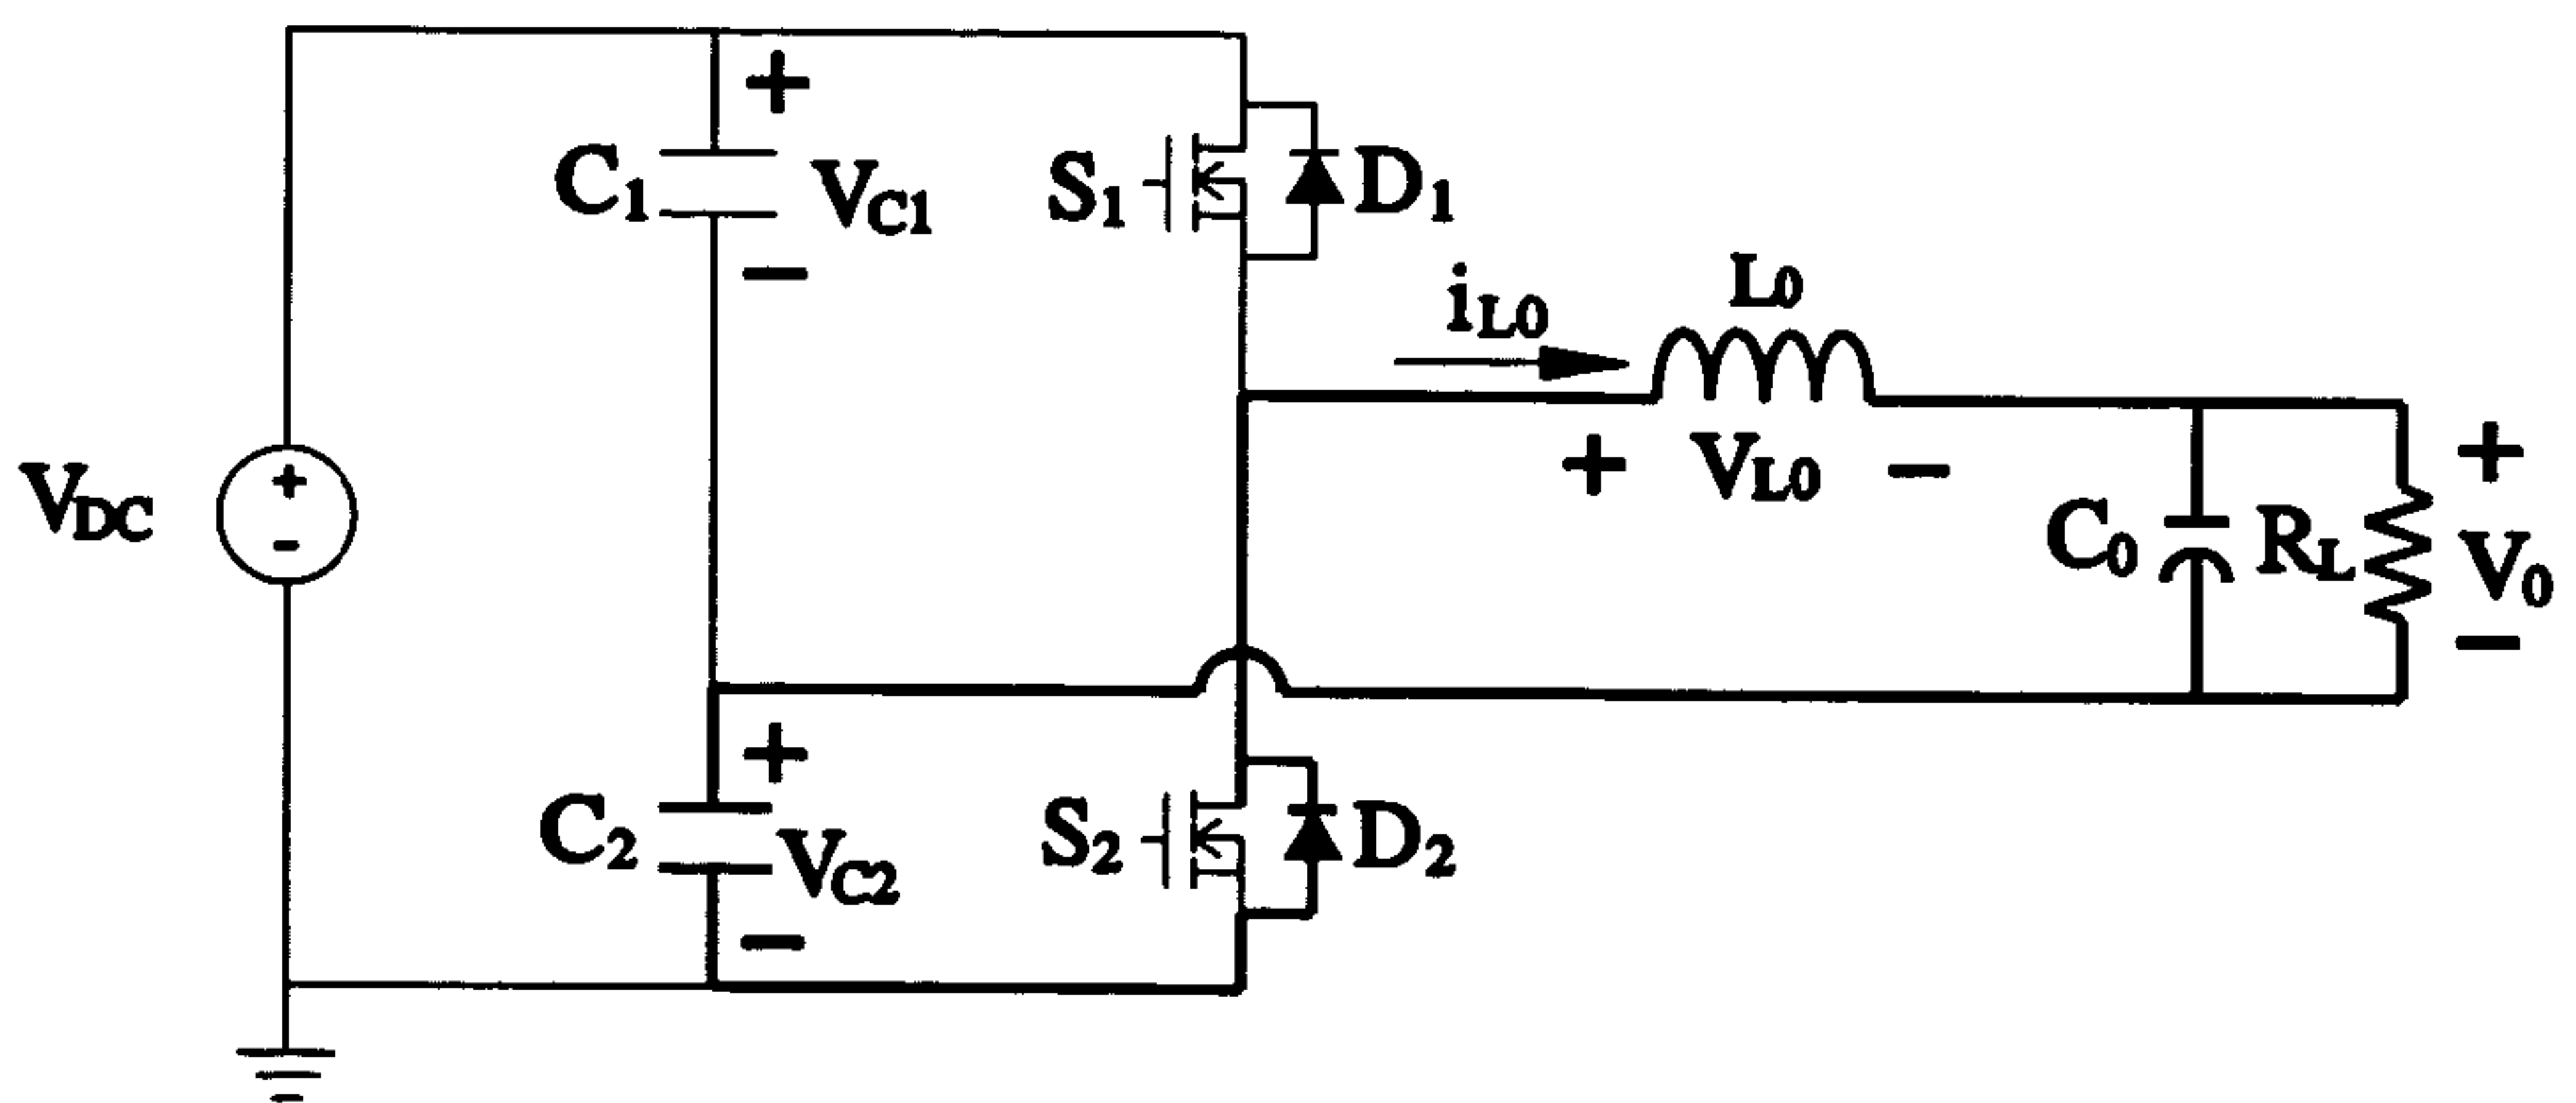 +
C1
VC1
−
S1
D1
iL0
L0
+ VL0 −
VDC
+
-
C0
RL
+
V0
−
+
C2
VC2
−
S2
D2